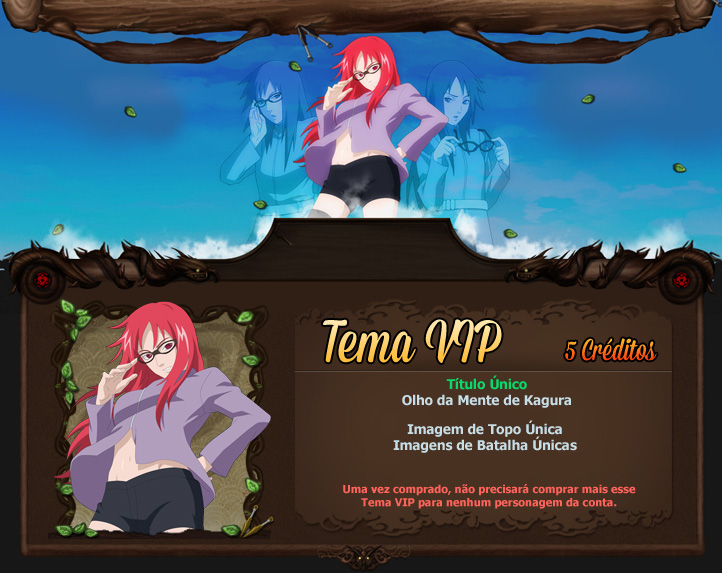 Tema VIP
5 Créditos
Título Único
Olho da Mente de Kagura
Imagem de Topo Única
Imagens de Batalha Únicas
Uma vez comprado, não precisará comprar mais esse
Tema VIP para nenhum personagem da conta.